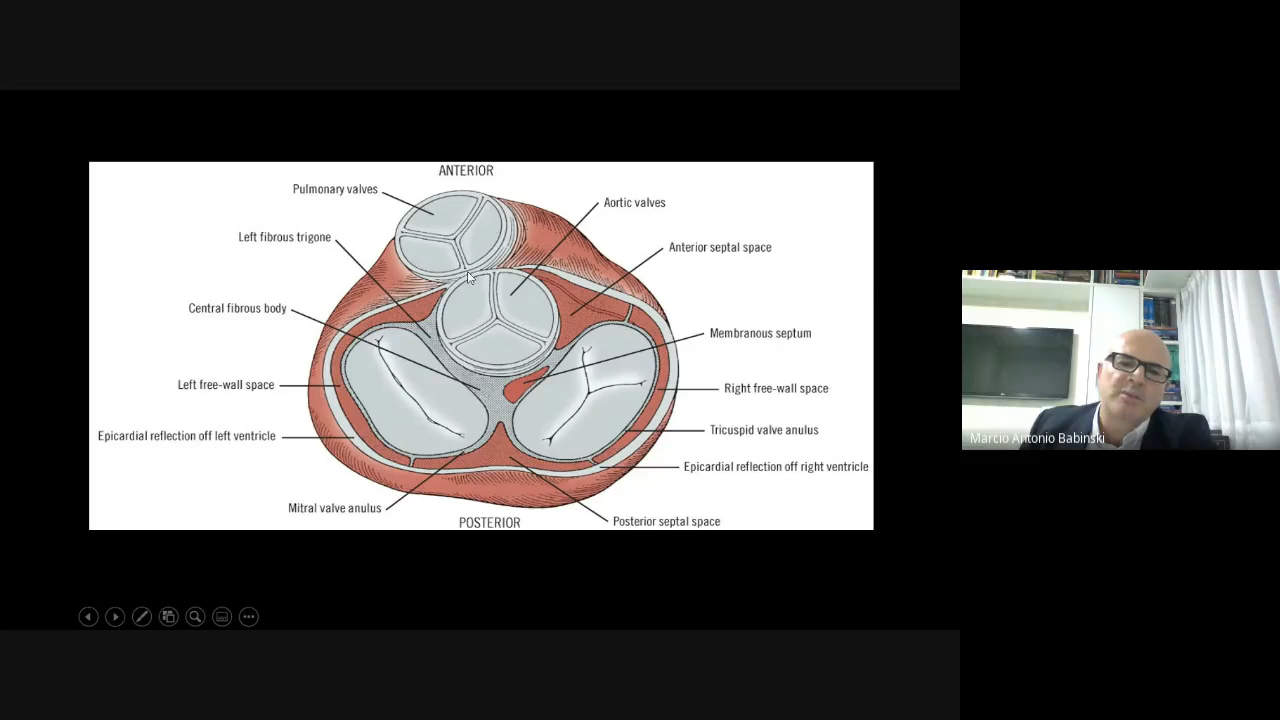 ANTERIOR
Pulmonary valves
Aortic valves
Left fibrous trigone
Anterior septal space
Central fibrous body
Membranous septum
Left free-wall space
Right free-wall space
Epicardial reflection off left ventricle
Tricuspid valve anulus
Epicardial reflection off right ventricle
Mitral valve anulus
POSTERIOR
Posterior septal space
Marcio Antonio Babinski